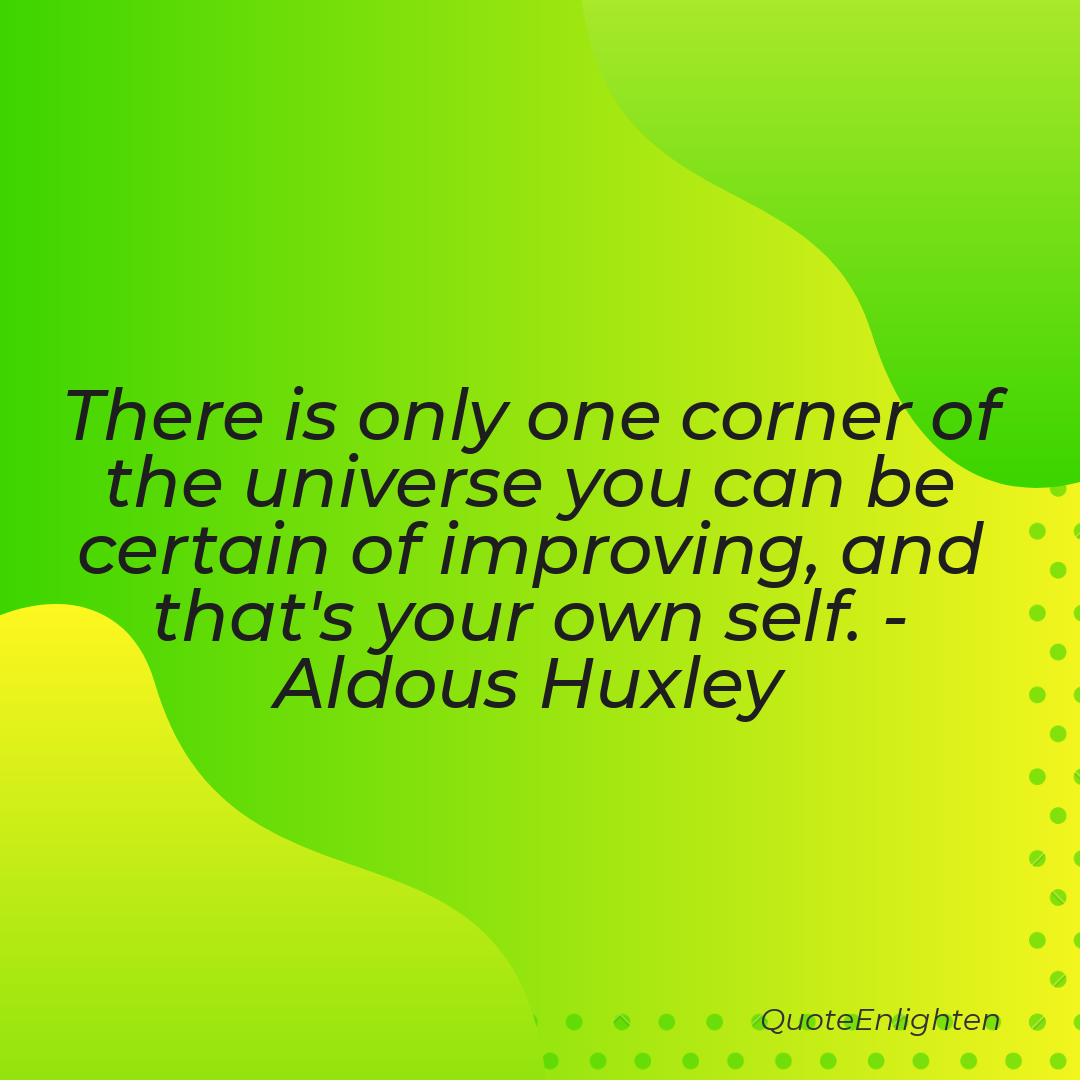 There is only one corner of
the universe you can be
certain of improving, and
that's your own self. -
Aldous Huxley
QuoteEnlighten